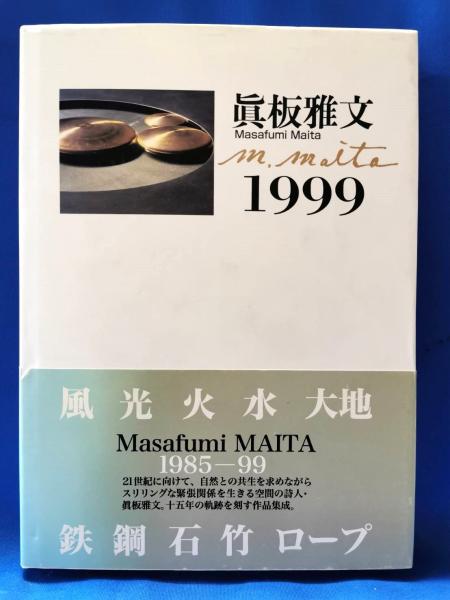 眞板雅文
Masafumi Maita
m. maita
1999
風 光 火 水 大地
Masafumi MAITA
1985—99
21世紀に向けて、自然との共生を求めながら
スリリングな緊張関係を生きる空間の詩人・
眞板雅文。十五年の軌跡を刻す作品集成。
鉄 鋼 石 竹 ロープ